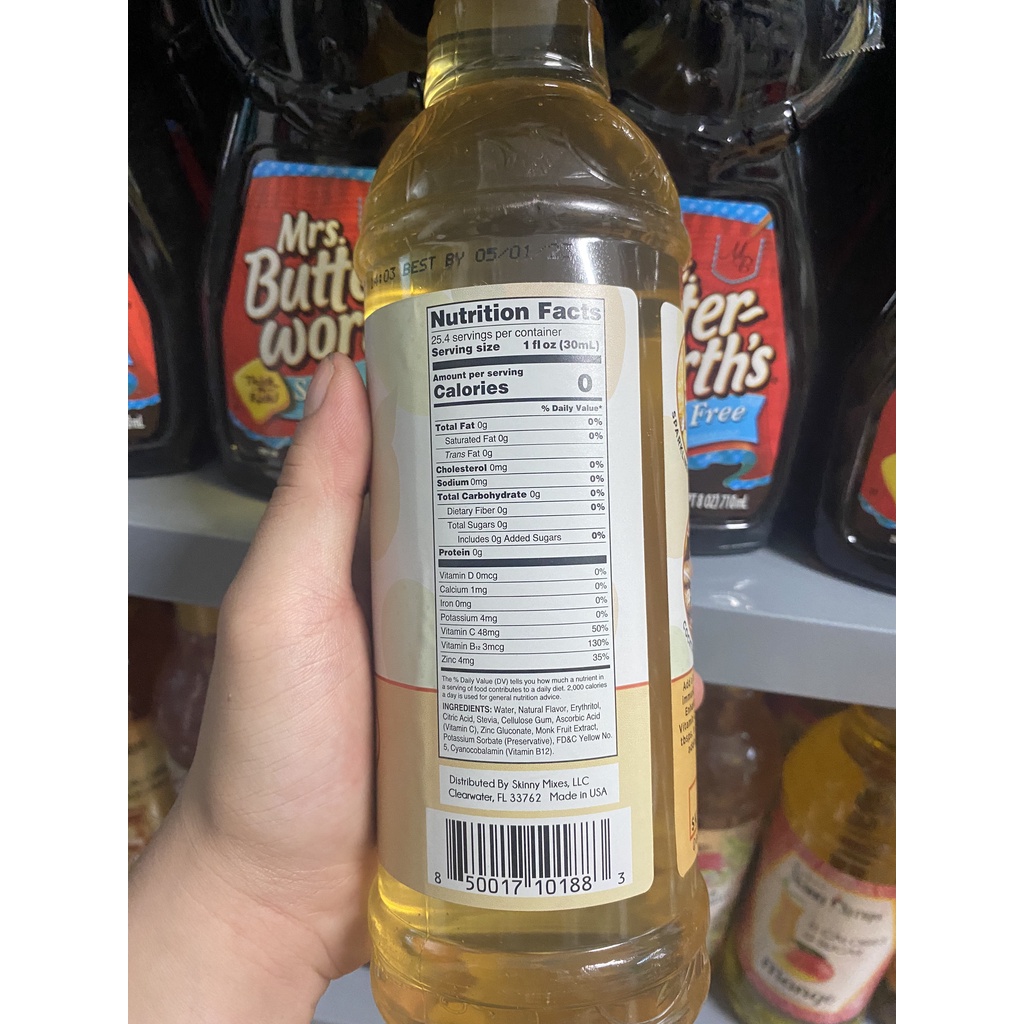 Mrs.
Butte
wor
Thick
Rich!
BEST BY 05/01
ter-
rth's
Free
8 OZ) 710mL
Nutrition Facts
25.4 servings per container
Serving size 1 fl oz (30mL)
Amount per serving
Calories 0
% Daily Value*
Total Fat 0g 0%
Saturated Fat 0g 0%
Trans Fat 0g
Cholesterol 0mg 0%
Sodium 0mg 0%
Total Carbohydrate 0g 0%
Dietary Fiber 0g 0%
Total Sugars 0g
Includes 0g Added Sugars 0%
Protein 0g
Vitamin D 0mcg 0%
Calcium 1mg 0%
Iron 0mg 0%
Potassium 4mg 0%
Vitamin C 48mg 50%
Vitamin B12 3mcg 130%
Zinc 4mg 35%
The % Daily Value (DV) tells you how much a nutrient in
a serving of food contributes to a daily diet. 2,000 calories
a day is used for general nutrition advice.
INGREDIENTS: Water, Natural Flavor, Erythritol,
Citric Acid, Stevia, Cellulose Gum, Ascorbic Acid
(Vitamin C), Zinc Gluconate, Monk Fruit Extract,
Potassium Sorbate (Preservative), FD&C Yellow No.
5, Cyanocobalamin (Vitamin B12).
Distributed By Skinny Mixes, LLC
Clearwater, FL 33762 Made in USA
8 50017 10188 3
mango